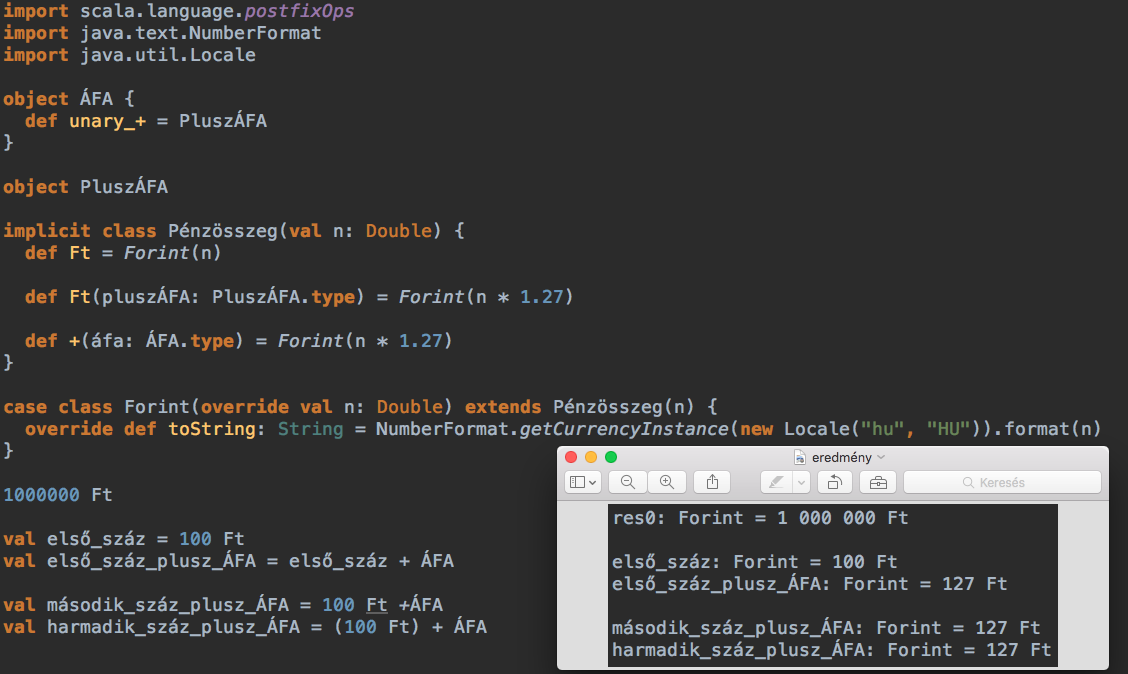 import scala.language.postfixOps
import java.text.NumberFormat
import java.util.Locale
object ÁFA {
def unary_+ = PluszÁFA
}
object PluszÁFA
implicit class Pénzösszeg(val n: Double) {
def Ft = Forint(n)
def Ft(pluszÁFA: PluszÁFA.type) = Forint(n * 1.27)
def +(áfa: ÁFA.type) = Forint(n * 1.27)
}
case class Forint(override val n: Double) extends Pénzösszeg(n) {
override def toString: String = NumberFormat.getCurrencyInstance(new Locale("hu", "HU")).format(n)
}
1000000 Ft
val első_száz = 100 Ft
val első_száz_plusz_ÁFA = első_száz + ÁFA
val második_száz_plusz_ÁFA = 100 Ft +ÁFA
val harmadik_száz_plusz_ÁFA = (100 Ft) + ÁFA
eredmény
Keresés
res0: Forint = 1 000 000 Ft
első_száz: Forint = 100 Ft
első_száz_plusz_ÁFA: Forint = 127 Ft
második_száz_plusz_ÁFA: Forint = 127 Ft
harmadik_száz_plusz_ÁFA: Forint = 127 Ft